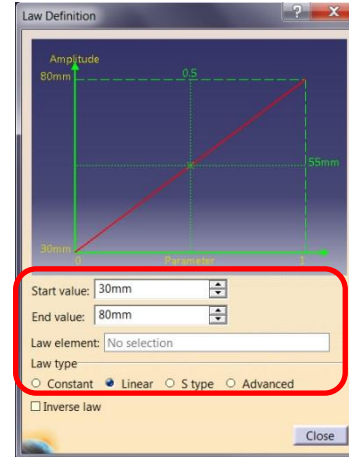 Law Definition
? X
Amplitude
80mm
0.5
55mm
30mm
0
Parameter
1
Start value: 30mm
End value: 80mm
Law element: No selection
Law type
Constant Linear S type Advanced
Inverse law
Close